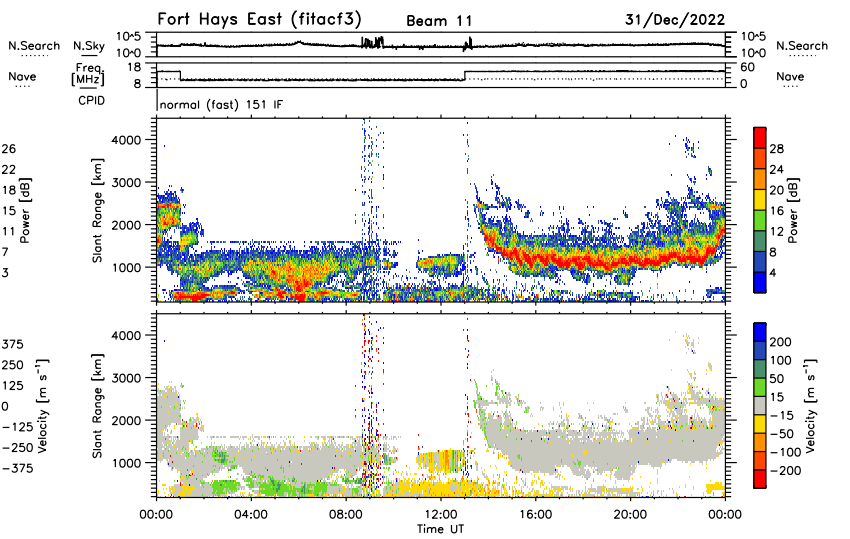 Fort Hays East (fitacf3) Beam 11 31/Dec/2022
N.Search N.Sky 10^5 10^0 10^5 10^0 N.Search
Nave Freq. [MHz] 18 8 60 0 Nave
CPID normal (fast) 151 IF
26 22 18 15 11 7 3
Power [dB]
Slant Range [km]
4000
3000
2000
1000
28
24
20
16
12
8
4
Power [dB]
375
250
125
0
-125
-250
-375
Velocity [m s⁻¹]
Slant Range [km]
4000
3000
2000
1000
200
100
50
15
-15
-50
-100
-200
Velocity [m s⁻¹]
00:00 04:00 08:00 12:00 16:00 20:00 00:00
Time UT